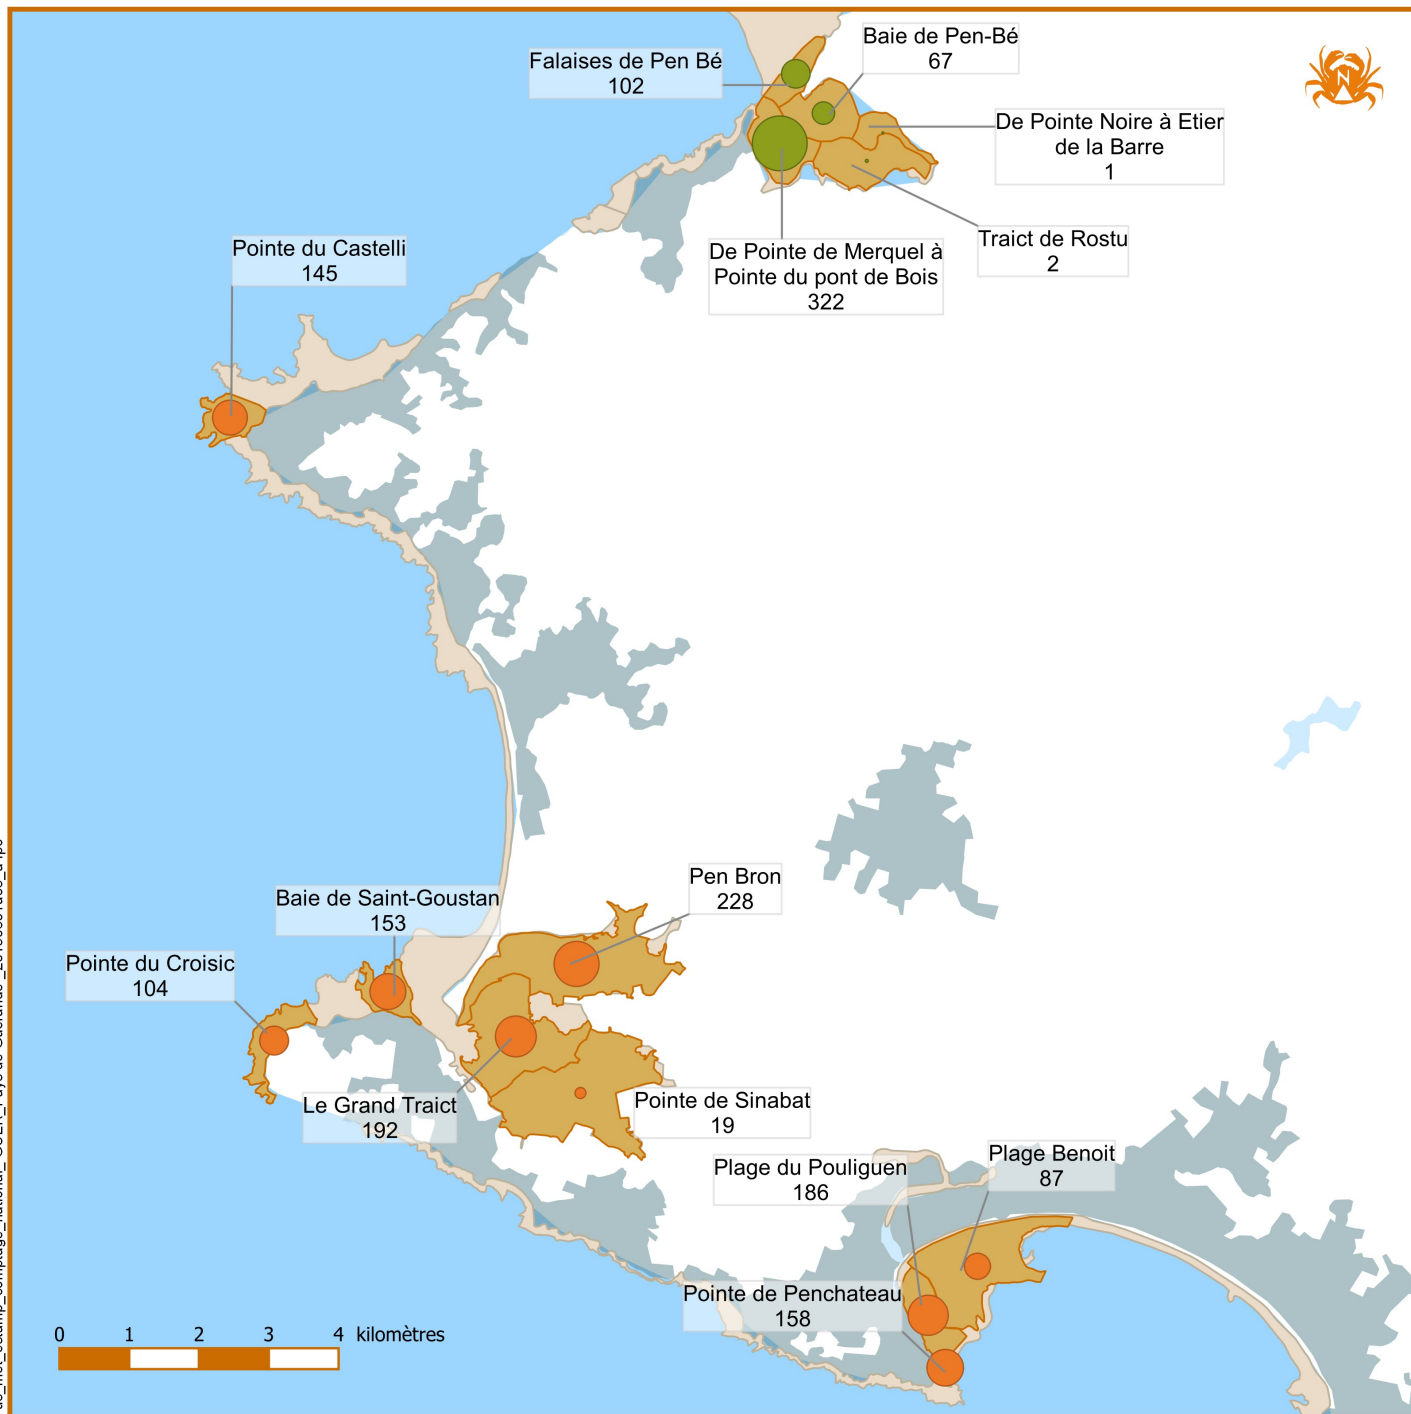 Baie de Pen-Bé
67
Falaises de Pen Bé
102
De Pointe Noire à Etier
de la Barre
1
Traict de Rostu
2
De Pointe de Merquel à
Pointe du pont de Bois
322
Pointe du Castelli
145
Pen Bron
228
Baie de Saint-Goustan
153
Pointe du Croisic
104
Le Grand Traict
192
Pointe de Sinabat
19
Plage Benoit
87
Plage du Pouliguen
186
Pointe de Penchateau
158
0 1 2 3 4 kilomètres